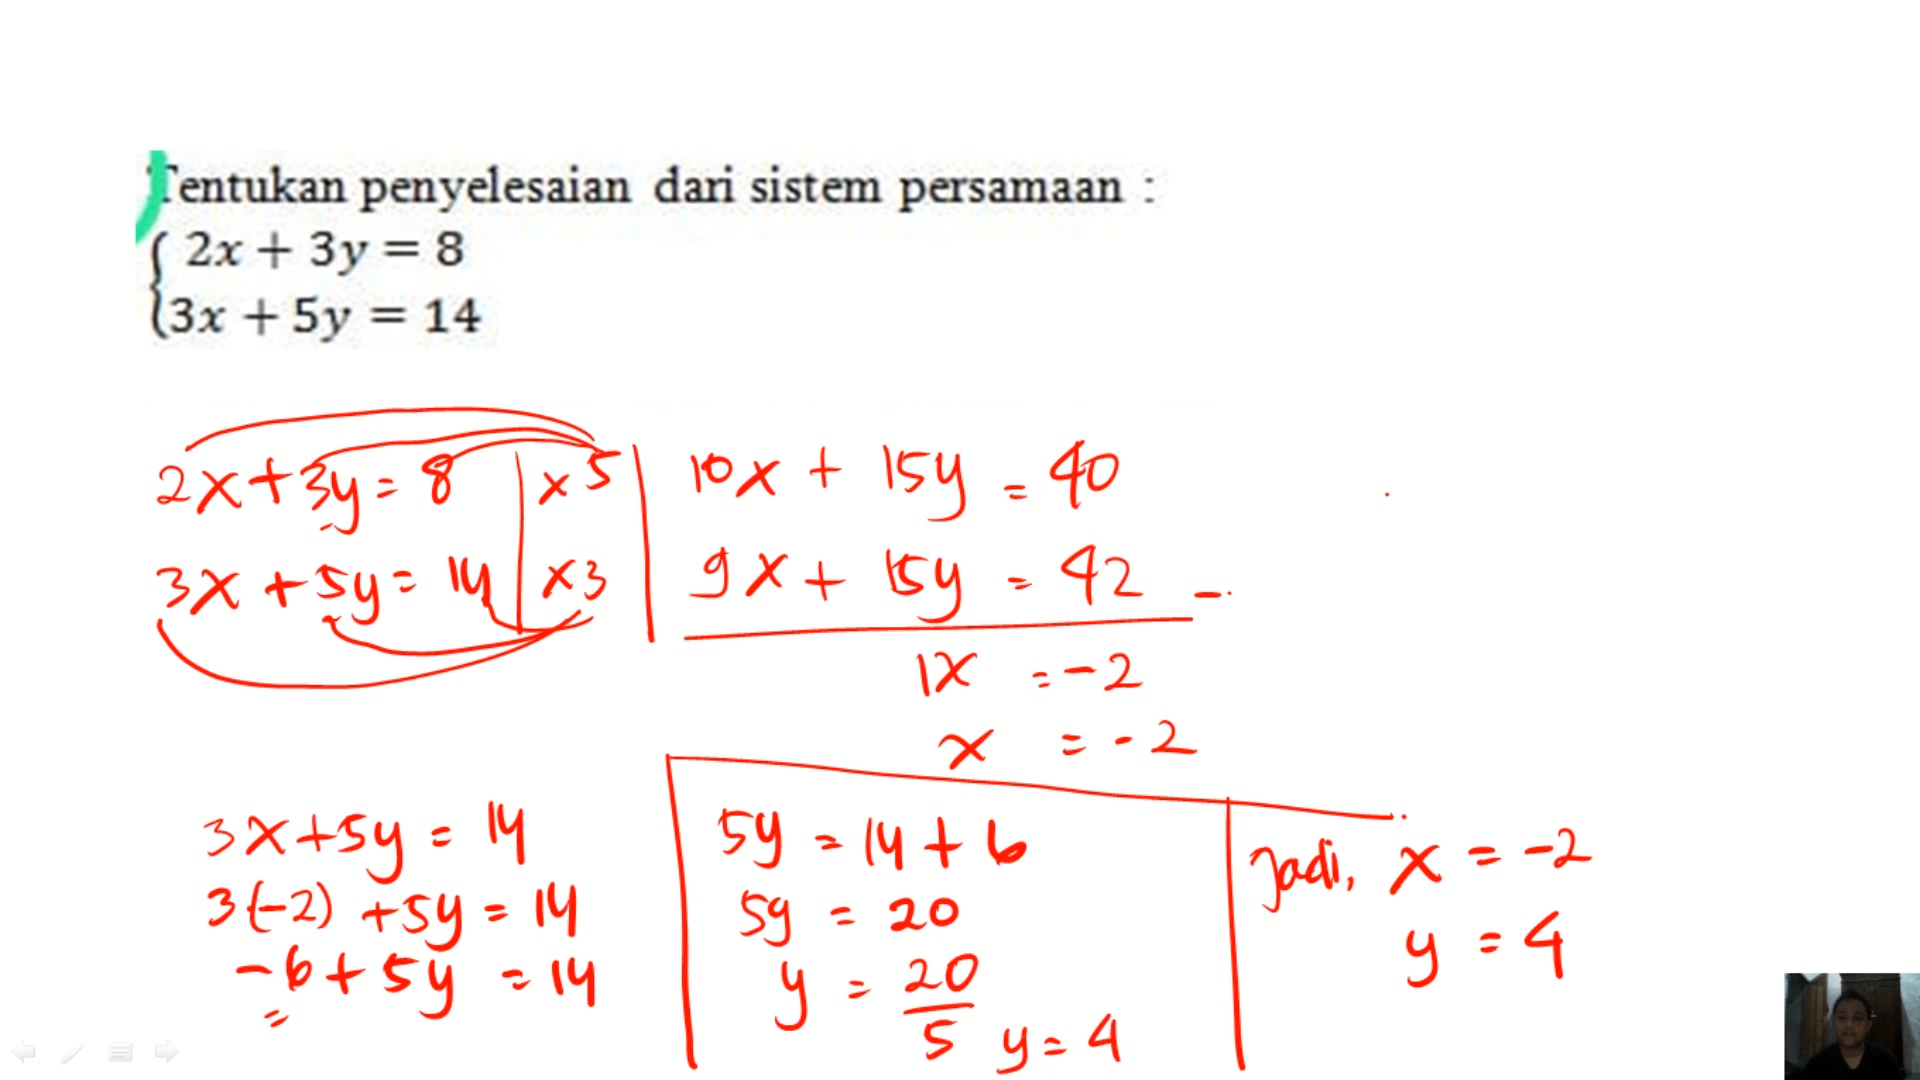 Tentukan penyelesaian dari sistem persamaan :
2x + 3y = 8
3x + 5y = 14
2x + 3y = 8 | x 5 | 10x + 15y = 40
3x + 5y = 14 | x 3 | 9x + 15y = 42 -
1x = -2
x = -2
3x + 5y = 14
3(-2) + 5y = 14
-6 + 5y = 14
5y = 14 + 6
5y = 20
y = 20/5 y = 4
Jadi, x = -2
y = 4